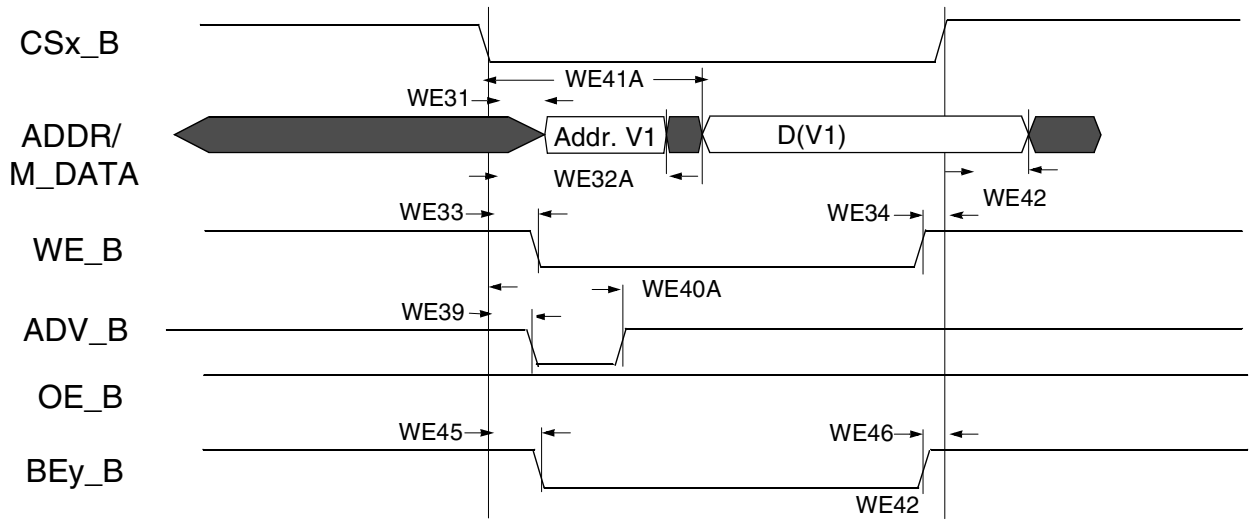 CSx_B
WE41A
WE31
ADDR/
M_DATA
Addr. V1
D(V1)
WE32A
WE42
WE33
WE34
WE_B
WE40A
WE39
ADV_B
OE_B
WE45
WE46
BEy_B
WE42